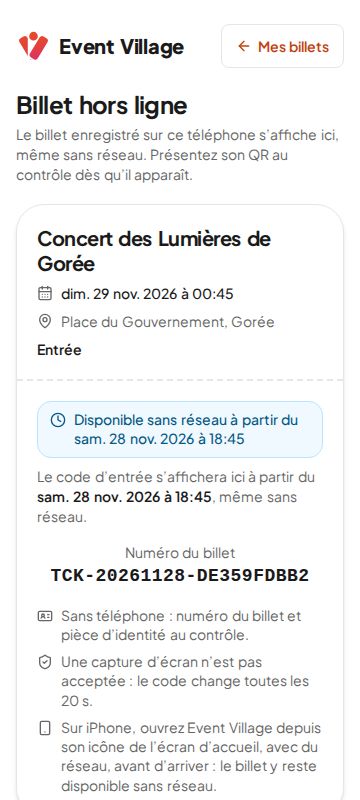 Event Village
Mes billets
Billet hors ligne
Le billet enregistré sur ce téléphone s’affiche ici,
même sans réseau. Présentez son QR au
contrôle dès qu’il apparaît.
Concert des Lumières de
Gorée
dim. 29 nov. 2026 à 00:45
Place du Gouvernement, Gorée
Entrée
Disponible sans réseau à partir du
sam. 28 nov. 2026 à 18:45
Le code d’entrée s’affichera ici à partir du
sam. 28 nov. 2026 à 18:45, même sans
réseau.
Numéro du billet
TCK-20261128-DE359FDBB2
Sans téléphone : numéro du billet et
pièce d’identité au contrôle.
Une capture d’écran n’est pas
acceptée : le code change toutes les
20 s.
Sur iPhone, ouvrez Event Village depuis
son icône de l’écran d’accueil, avec du
réseau, avant d’arriver : le billet y reste
disponible sans réseau.